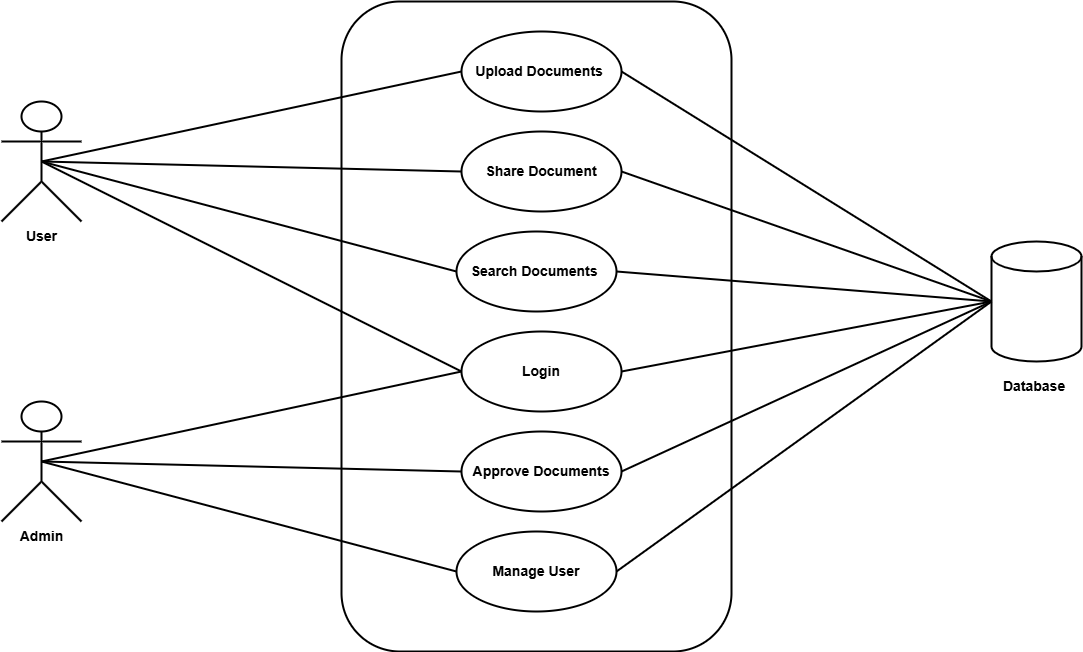 Upload Documents
Share Document
User
Search Documents
Login
Database
Approve Documents
Admin
Manage User